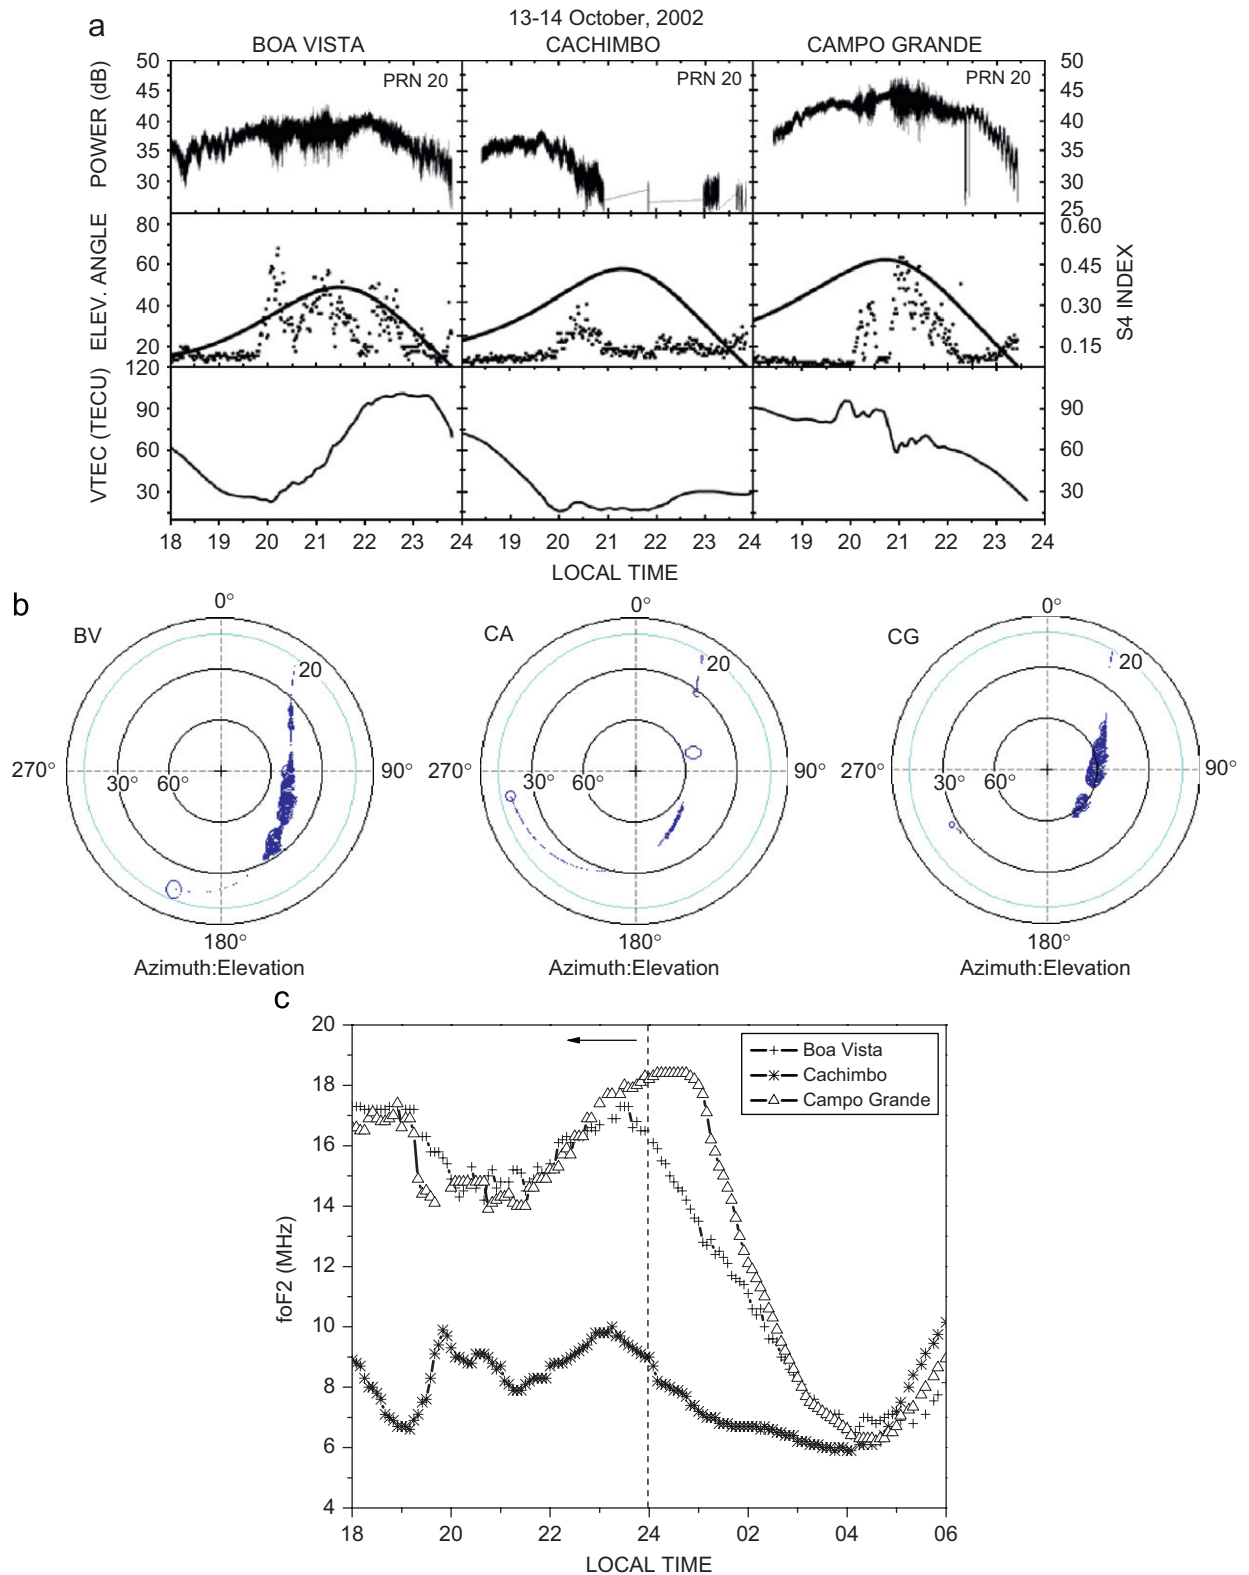 a
13-14 October, 2002
BOA VISTA CACHIMBO CAMPO GRANDE
POWER (dB)
50
45
40
35
30
PRN 20
PRN 20
PRN 20
50
45
40
35
30
25
ELEV. ANGLE
80
60
40
20
0.60
0.45
0.30
0.15
S4 INDEX
VTEC (TECU)
120
90
60
30
90
60
30
18 19 20 21 22 23 24 19 20 21 22 23 24 19 20 21 22 23 24
LOCAL TIME
b
BV
0°
20
270° 30° 60° 90°
180°
Azimuth:Elevation
CA
0°
20
270° 30° 60° 90°
180°
Azimuth:Elevation
CG
0°
20
270° 30° 60° 90°
180°
Azimuth:Elevation
c
foF2 (MHz)
20
18
16
14
12
10
8
6
4
Boa Vista
Cachimbo
Campo Grande
18 20 22 24 02 04 06
LOCAL TIME